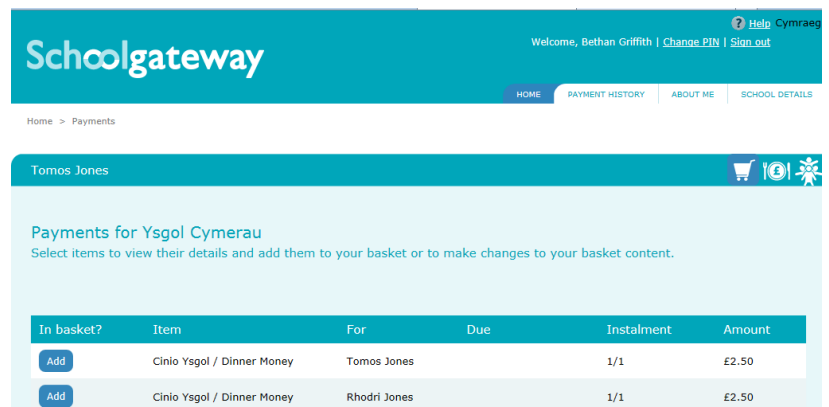 ? Help Cymraeg
Welcome, Bethan Griffith | Change PIN | Sign out
Schoolgateway
HOME PAYMENT HISTORY ABOUT ME SCHOOL DETAILS
Home > Payments
Tomos Jones
Payments for Ysgol Cymerau
Select items to view their details and add them to your basket or to make changes to your basket content.
In basket? Item For Due Instalment Amount
Add Cinio Ysgol / Dinner Money Tomos Jones 1/1 £2.50
Add Cinio Ysgol / Dinner Money Rhodri Jones 1/1 £2.50